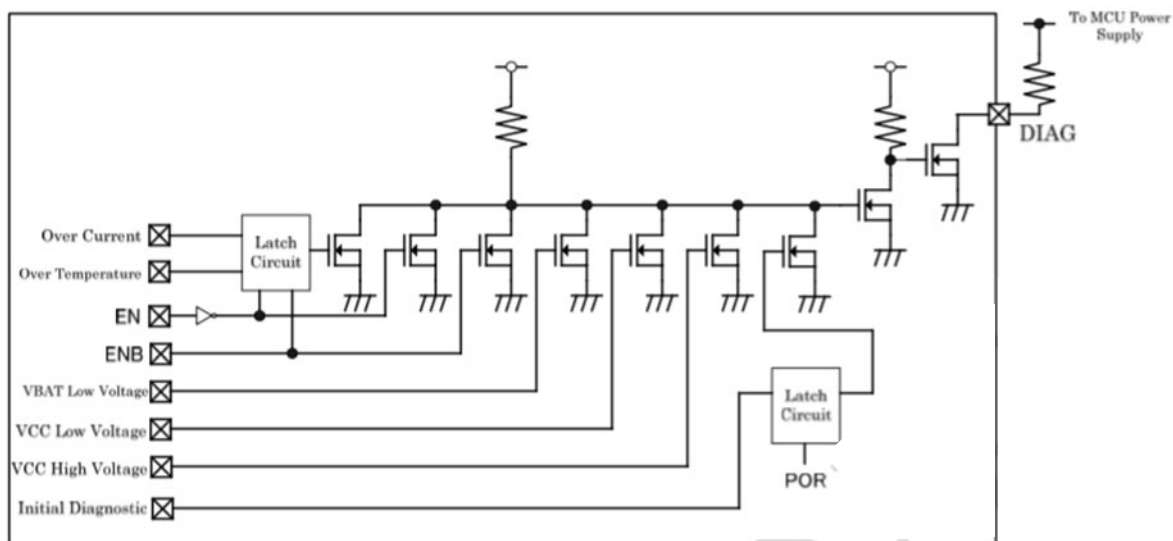 To MCU Power
Supply
DIAG
Over Current
Latch
Circuit
Over Temperature
EN
ENB
VBAT Low Voltage
Latch
Circuit
VCC Low Voltage
VCC High Voltage
POR
Initial Diagnostic